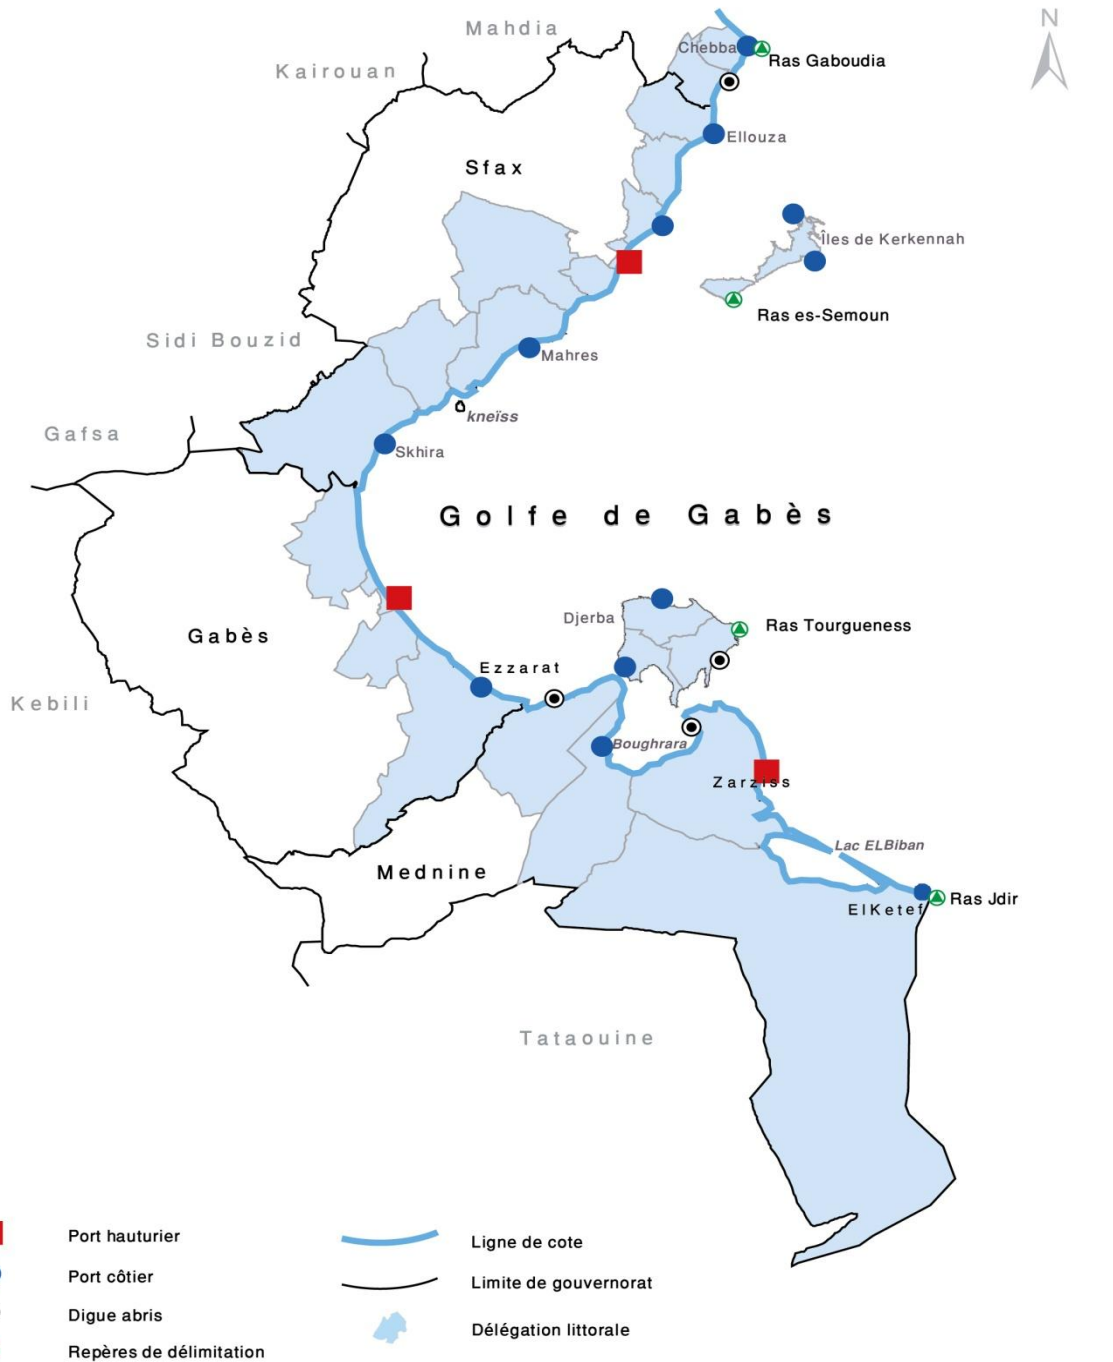 Mahdia
N
Chebba
Ras Gaboudia
Kairouan
Ellouza
Sfax
Îles de Kerkennah
Ras es-Semoun
Sidi Bouzid
Mahres
kneïss
Gafsa
Skhira
Golfe de Gabès
Djerba
Ras Tourgueness
Gabès
Ezzarat
Kebili
Boughrara
Zarziss
Lac ELBiban
Mednine
ElKetef
Ras Jdir
Tataouine
Port hauturier
Port côtier
Digue abris
Repères de délimitation
Ligne de cote
Limite de gouvernorat
Délégation littorale